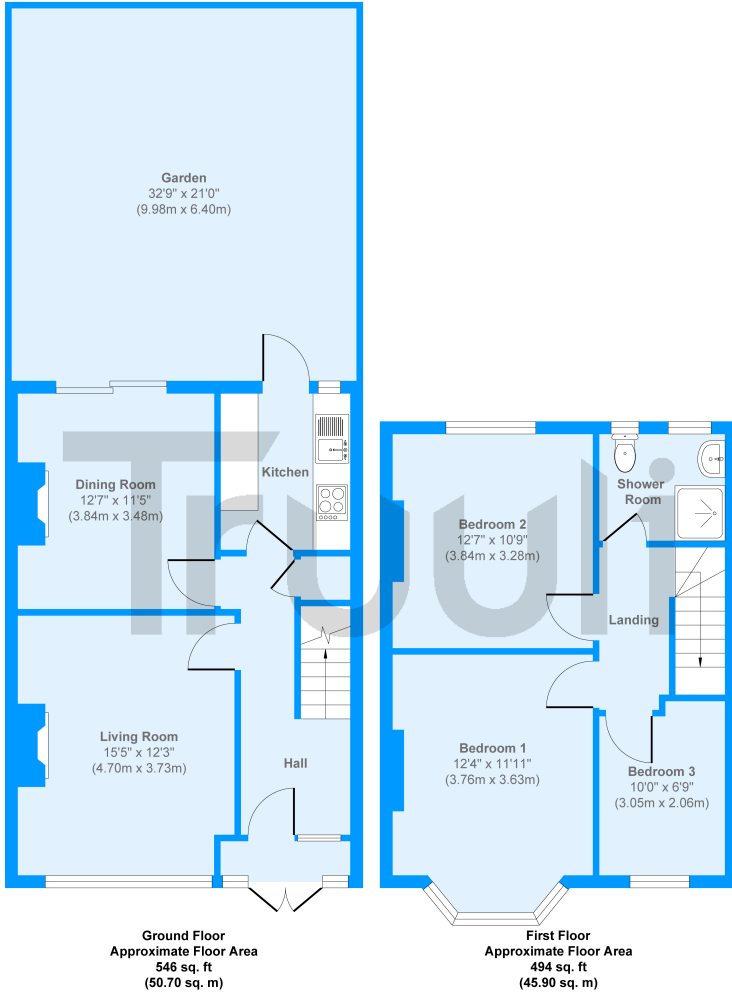 Garden
32'9" x 21'0"
(9.98m x 6.40m)
Kitchen
Dining Room
12'7" x 11'5"
(3.84m x 3.48m)
Living Room
15'5" x 12'3"
(4.70m x 3.73m)
Hall
Ground Floor
Approximate Floor Area
546 sq. ft
(50.70 sq. m)
Shower
Room
Bedroom 2
12'7" x 10'9"
(3.84m x 3.28m)
Landing
Bedroom 1
12'4" x 11'11"
(3.76m x 3.63m)
Bedroom 3
10'0" x 6'9"
(3.05m x 2.06m)
First Floor
Approximate Floor Area
494 sq. ft
(45.90 sq. m)
Truuli